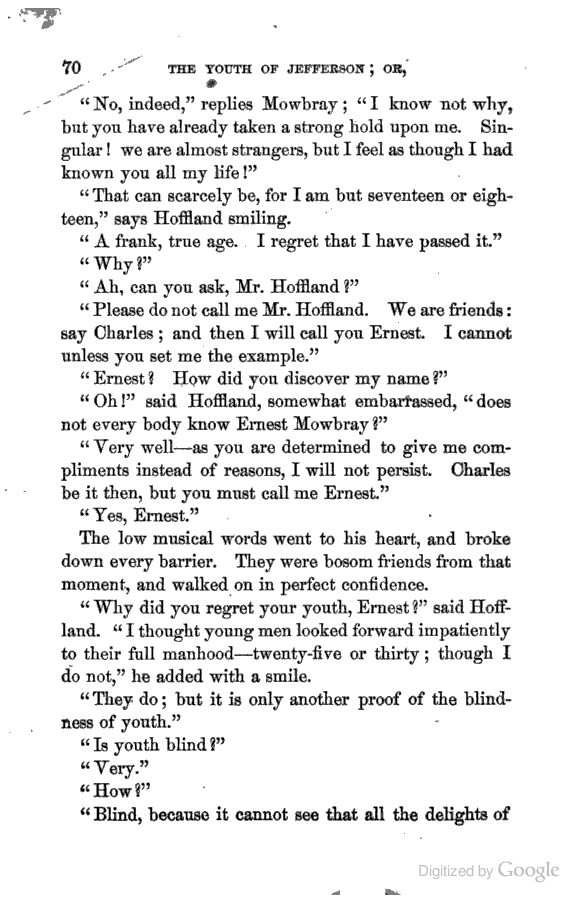 70 THE YOUTH OF JEFFERSON; OR,
"No, indeed," replies Mowbray; "I know not why,
but you have already taken a strong hold upon me. Sin-
gular! we are almost strangers, but I feel as though I had
known you all my life!"
"That can scarcely be, for I am but seventeen or eigh-
teen," says Hoffland smiling.
"A frank, true age. I regret that I have passed it."
"Why?"
"Ah, can you ask, Mr. Hoffland?"
"Please do not call me Mr. Hoffland. We are friends:
say Charles; and then I will call you Ernest. I cannot
unless you set me the example."
"Ernest? How did you discover my name?"
"Oh!" said Hoffland, somewhat embarrassed, "does
not every body know Ernest Mowbray?"
"Very well—as you are determined to give me com-
pliments instead of reasons, I will not persist. Charles
be it then, but you must call me Ernest."
"Yes, Ernest."
The low musical words went to his heart, and broke
down every barrier. They were bosom friends from that
moment, and walked on in perfect confidence.
"Why did you regret your youth, Ernest?" said Hoff-
land. "I thought young men looked forward impatiently
to their full manhood—twenty-five or thirty; though I
do not," he added with a smile.
"They do; but it is only another proof of the blind-
ness of youth."
"Is youth blind?"
"Very."
"How?"
"Blind, because it cannot see that all the delights of
Digitized by Google